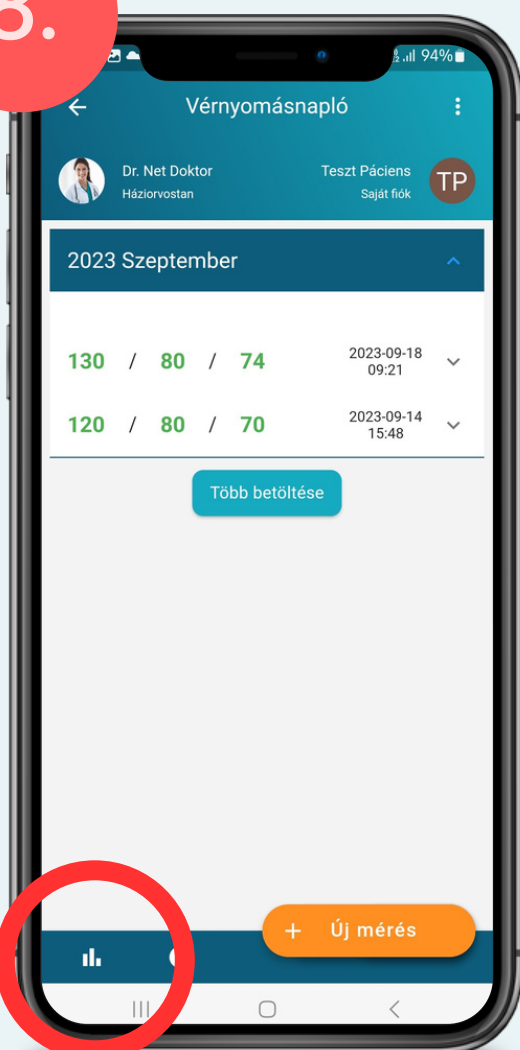 8.
94%
Vérnyomásnapló
Dr. Net Doktor
Háziorvostan
Teszt Páciens
Saját fiók
TP
2023 Szeptember
130 / 80 / 74
2023-09-18
09:21
120 / 80 / 70
2023-09-14
15:48
Több betöltése
+ Új mérés